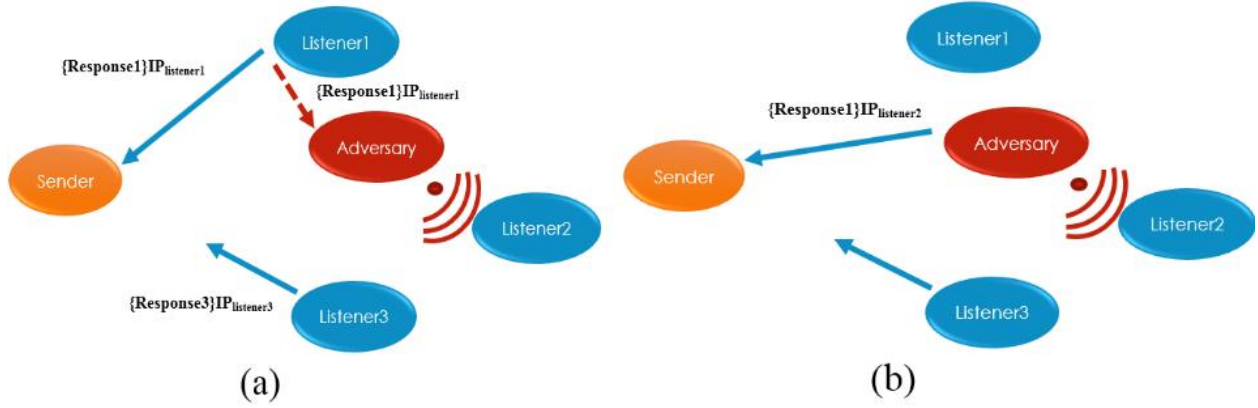 Listener1
{Response1}IPlistener1
{Response1}IPlistener1
Adversary
Sender
Listener2
{Response3}IPlistener3
Listener3
(a)
Listener1
{Response1}IPlistener2
Adversary
Sender
Listener2
Listener3
(b)